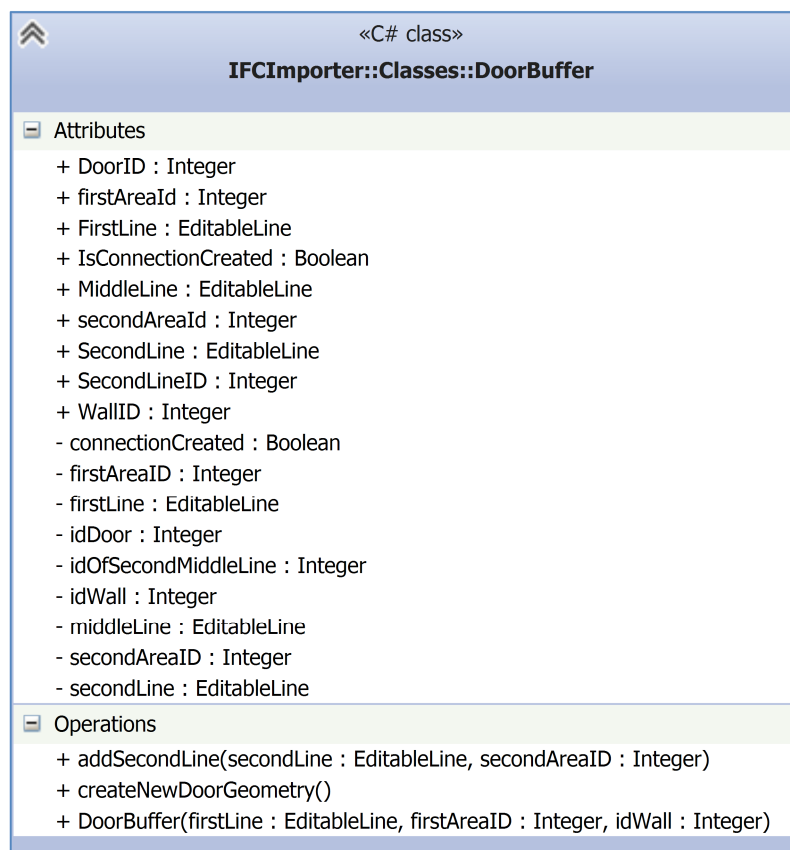 «C# class»
IFCImporter::Classes::DoorBuffer
Attributes
+ DoorID : Integer
+ firstAreaId : Integer
+ FirstLine : EditableLine
+ IsConnectionCreated : Boolean
+ MiddleLine : EditableLine
+ secondAreaId : Integer
+ SecondLine : EditableLine
+ SecondLineID : Integer
+ WallID : Integer
- connectionCreated : Boolean
- firstAreaID : Integer
- firstLine : EditableLine
- idDoor : Integer
- idOfSecondMiddleLine : Integer
- idWall : Integer
- middleLine : EditableLine
- secondAreaID : Integer
- secondLine : EditableLine
Operations
+ addSecondLine(secondLine : EditableLine, secondAreaID : Integer)
+ createNewDoorGeometry()
+ DoorBuffer(firstLine : EditableLine, firstAreaID : Integer, idWall : Integer)